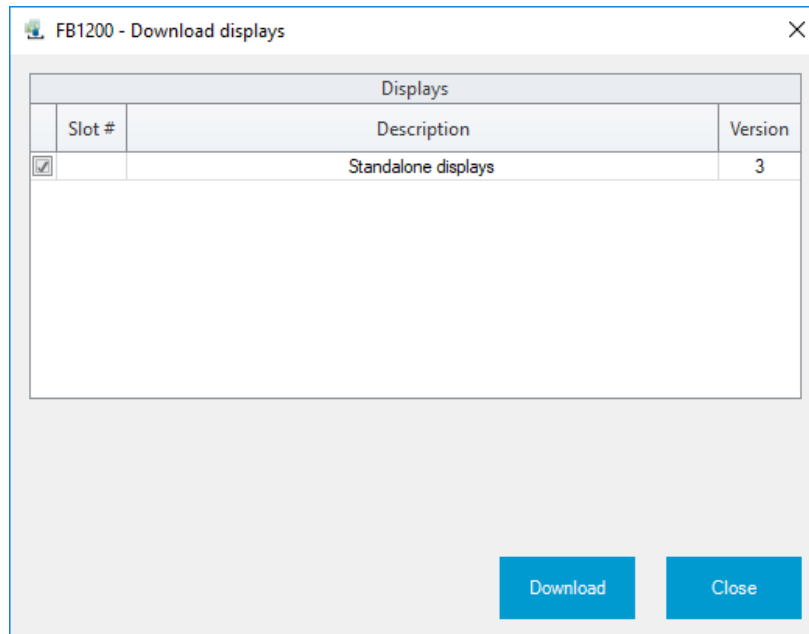 FB1200 - Download displays
Displays
Slot # Description Version
Standalone displays 3
Download Close